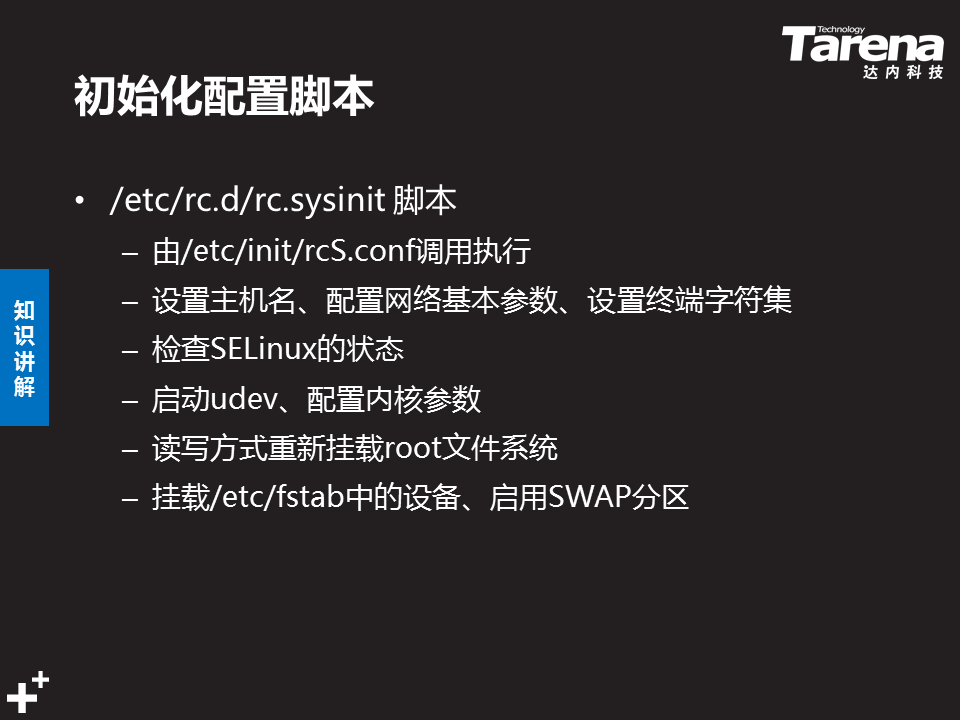 Technology
Tarena
达内科技
初始化配置脚本
• /etc/rc.d/rc.sysinit 脚本
– 由/etc/init/rcS.conf调用执行
– 设置主机名、配置网络基本参数、设置终端字符集
– 检查SELinux的状态
– 启动udev、配置内核参数
– 读写方式重新挂载root文件系统
– 挂载/etc/fstab中的设备、启用SWAP分区
知识讲解